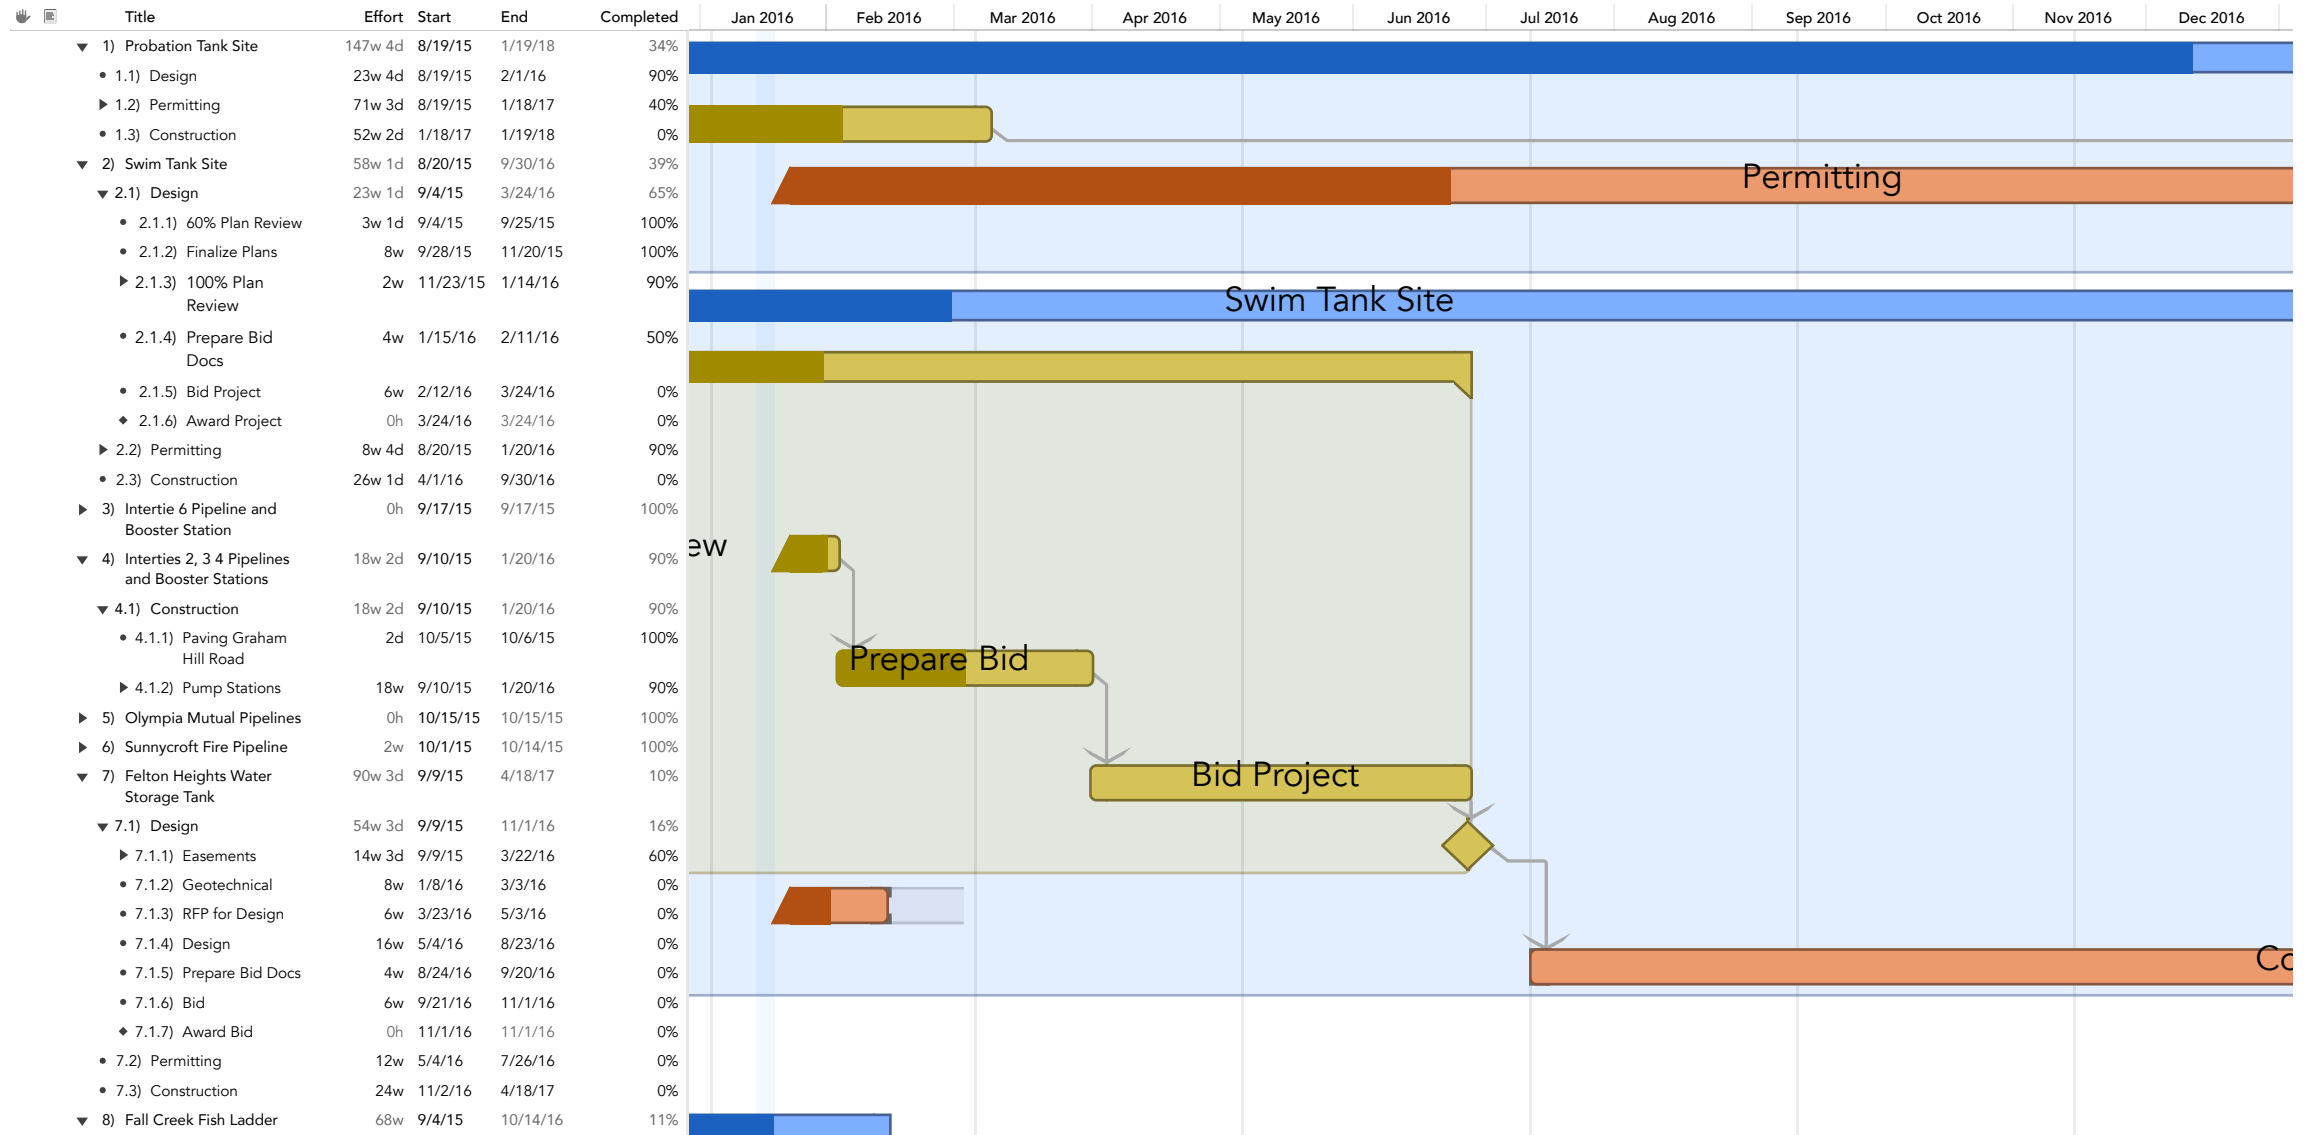 Title Effort Start End Completed Jan 2016 Feb 2016 Mar 2016 Apr 2016 May 2016 Jun 2016 Jul 2016 Aug 2016 Sep 2016 Oct 2016 Nov 2016 Dec 2016
1) Probation Tank Site 147w 4d 8/19/15 1/19/18 34%
1.1) Design 23w 4d 8/19/15 2/1/16 90%
1.2) Permitting 71w 3d 8/19/15 1/18/17 40%
1.3) Construction 52w 2d 1/18/17 1/19/18 0%
2) Swim Tank Site 58w 1d 8/20/15 9/30/16 39%
Permitting
2.1) Design 23w 1d 9/4/15 3/24/16 65%
2.1.1) 60% Plan Review 3w 1d 9/4/15 9/25/15 100%
2.1.2) Finalize Plans 8w 9/28/15 11/20/15 100%
2.1.3) 100% Plan 2w 11/23/15 1/14/16 90%
Review
Swim Tank Site
2.1.4) Prepare Bid 4w 1/15/16 2/11/16 50%
Docs
2.1.5) Bid Project 6w 2/12/16 3/24/16 0%
2.1.6) Award Project 0h 3/24/16 3/24/16 0%
2.2) Permitting 8w 4d 8/20/15 1/20/16 90%
2.3) Construction 26w 1d 4/1/16 9/30/16 0%
3) Intertie 6 Pipeline and 0h 9/17/15 9/17/15 100%
Booster Station
ew
4) Interties 2, 3 4 Pipelines 18w 2d 9/10/15 1/20/16 90%
and Booster Stations
4.1) Construction 18w 2d 9/10/15 1/20/16 90%
4.1.1) Paving Graham 2d 10/5/15 10/6/15 100%
Hill Road
Prepare Bid
4.1.2) Pump Stations 18w 9/10/15 1/20/16 90%
5) Olympia Mutual Pipelines 0h 10/15/15 10/15/15 100%
6) Sunnycroft Fire Pipeline 2w 10/1/15 10/14/15 100%
7) Felton Heights Water 90w 3d 9/9/15 4/18/17 10%
Storage Tank
Bid Project
7.1) Design 54w 3d 9/9/15 11/1/16 16%
7.1.1) Easements 14w 3d 9/9/15 3/22/16 60%
7.1.2) Geotechnical 8w 1/8/16 3/3/16 0%
7.1.3) RFP for Design 6w 3/23/16 5/3/16 0%
7.1.4) Design 16w 5/4/16 8/23/16 0%
Co
7.1.5) Prepare Bid Docs 4w 8/24/16 9/20/16 0%
7.1.6) Bid 6w 9/21/16 11/1/16 0%
7.1.7) Award Bid 0h 11/1/16 11/1/16 0%
7.2) Permitting 12w 5/4/16 7/26/16 0%
7.3) Construction 24w 11/2/16 4/18/17 0%
8) Fall Creek Fish Ladder 68w 9/4/15 10/14/16 11%